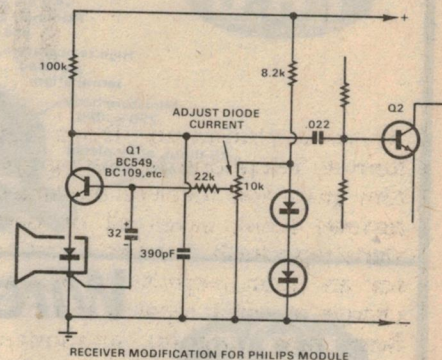 +
100k
8.2k
ADJUST DIODE
CURRENT
.022
Q2
Q1
BC549,
BC109,etc.
22k
10k
+
32
−
390pF
−
RECEIVER MODIFICATION FOR PHILIPS MODULE